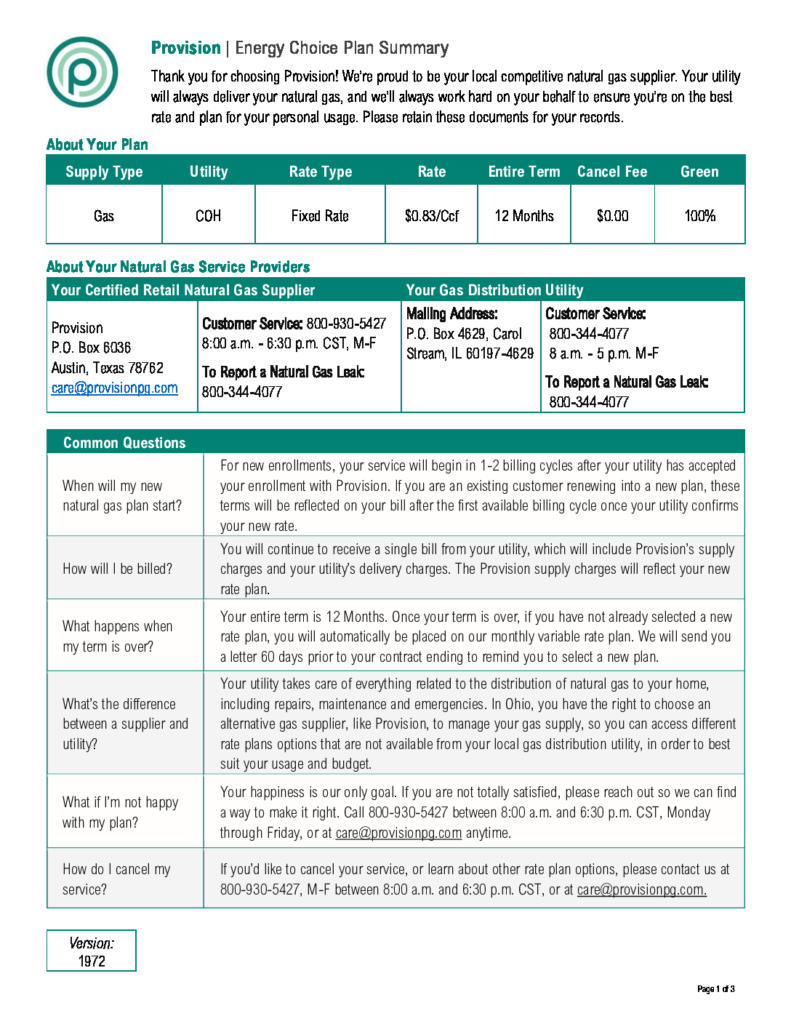 Provision | Energy Choice Plan Summary
Thank you for choosing Provision! We're proud to be your local competitive natural gas supplier. Your utility
will always deliver your natural gas, and we'll always work hard on your behalf to ensure you're on the best
rate and plan for your personal usage. Please retain these documents for your records.
About Your Plan
Supply Type Utility Rate Type Rate Entire Term Cancel Fee Green
Gas COH Fixed Rate $0.83/Ccf 12 Months $0.00 100%
About Your Natural Gas Service Providers
Your Certified Retail Natural Gas Supplier Your Gas Distribution Utility
Provision
P.O. Box 6036
Austin, Texas 78762
care@provisionpg.com
Customer Service: 800-930-5427
8:00 a.m. - 6:30 p.m. CST, M-F
To Report a Natural Gas Leak:
800-344-4077
Mailing Address:
P.O. Box 4629, Carol
Stream, IL 60197-4629
Customer Service:
800-344-4077
8 a.m. - 5 p.m. M-F
To Report a Natural Gas Leak:
800-344-4077
Common Questions
When will my new
natural gas plan start?
For new enrollments, your service will begin in 1-2 billing cycles after your utility has accepted
your enrollment with Provision. If you are an existing customer renewing into a new plan, these
terms will be reflected on your bill after the first available billing cycle once your utility confirms
your new rate.
How will I be billed?
You will continue to receive a single bill from your utility, which will include Provision's supply
charges and your utility's delivery charges. The Provision supply charges will reflect your new
rate plan.
What happens when
my term is over?
Your entire term is 12 Months. Once your term is over, if you have not already selected a new
rate plan, you will automatically be placed on our monthly variable rate plan. We will send you
a letter 60 days prior to your contract ending to remind you to select a new plan.
What's the difference
between a supplier and
utility?
Your utility takes care of everything related to the distribution of natural gas to your home,
including repairs, maintenance and emergencies. In Ohio, you have the right to choose an
alternative gas supplier, like Provision, to manage your gas supply, so you can access different
rate plans options that are not available from your local gas distribution utility, in order to best
suit your usage and budget.
What if I'm not happy
with my plan?
Your happiness is our only goal. If you are not totally satisfied, please reach out so we can find
a way to make it right. Call 800-930-5427 between 8:00 a.m. and 6:30 p.m. CST, Monday
through Friday, or at care@provisionpg.com anytime.
How do I cancel my
service?
If you'd like to cancel your service, or learn about other rate plan options, please contact us at
800-930-5427, M-F between 8:00 a.m. and 6:30 p.m. CST, or at care@provisionpg.com.
Version:
1972
Page 1 of 3